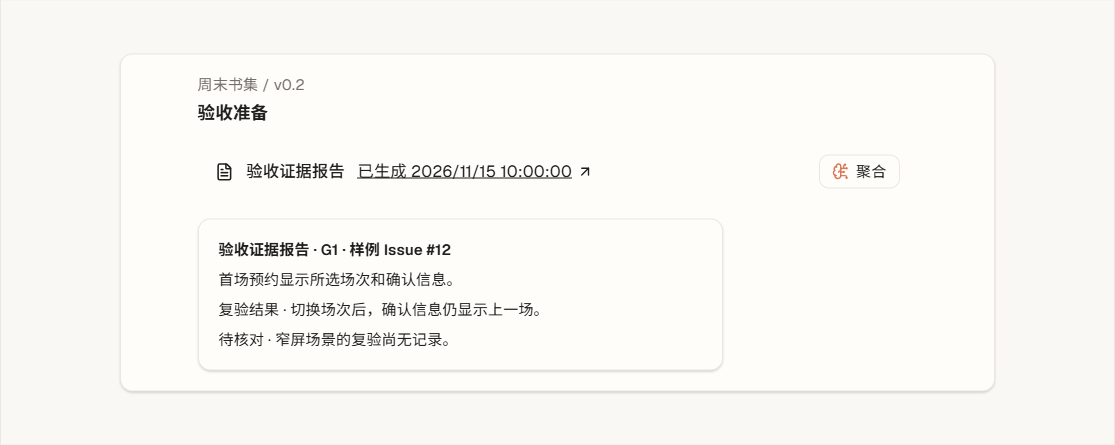 周末书集 / v0.2
验收准备
验收证据报告 已生成 2026/11/15 10:00:00 ↗ 聚合
验收证据报告 · G1 · 样例 Issue #12
首场预约显示所选场次和确认信息。
复验结果 · 切换场次后，确认信息仍显示上一场。
待核对 · 窄屏场景的复验尚无记录。